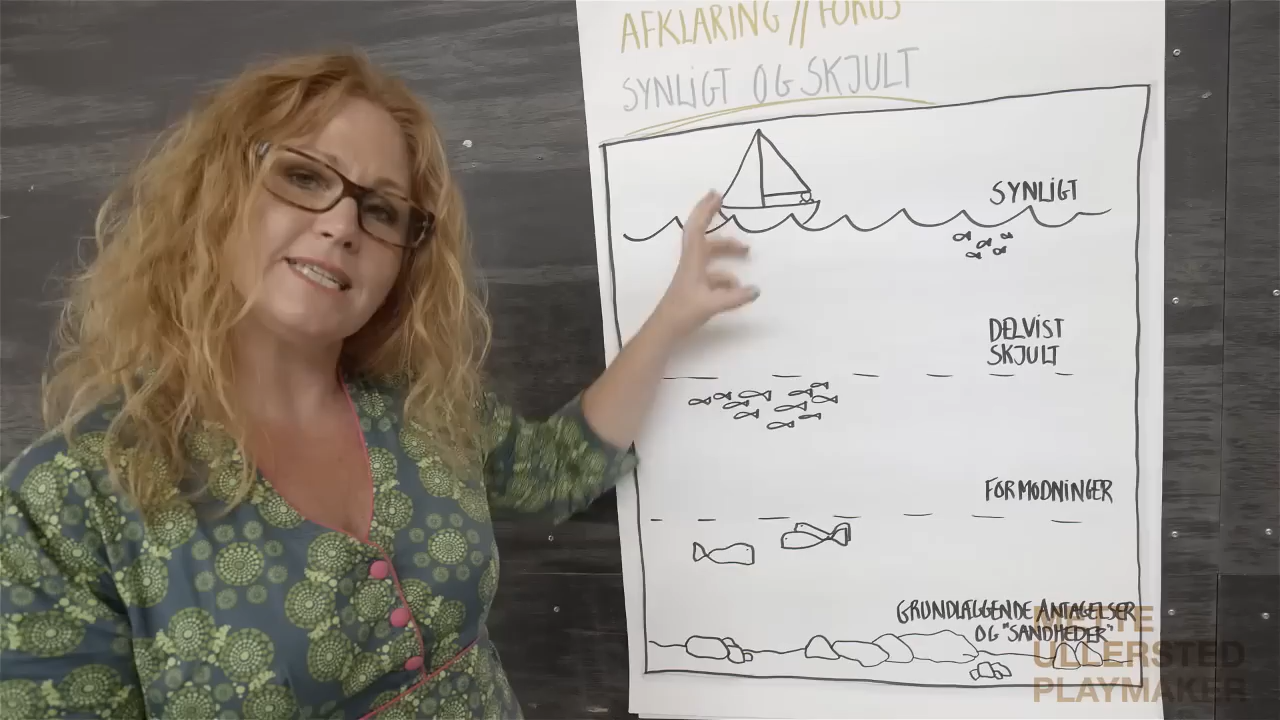 AFKLARING // FOKUS
SYNLIGT OG SKJULT
SYNLIGT
DELVIST
SKJULT
FORMODNINGER
GRUNDLÆGGENDE ANTAGELSER
OG "SANDHEDER"
METTE
ULLERSTED
PLAYMAKER